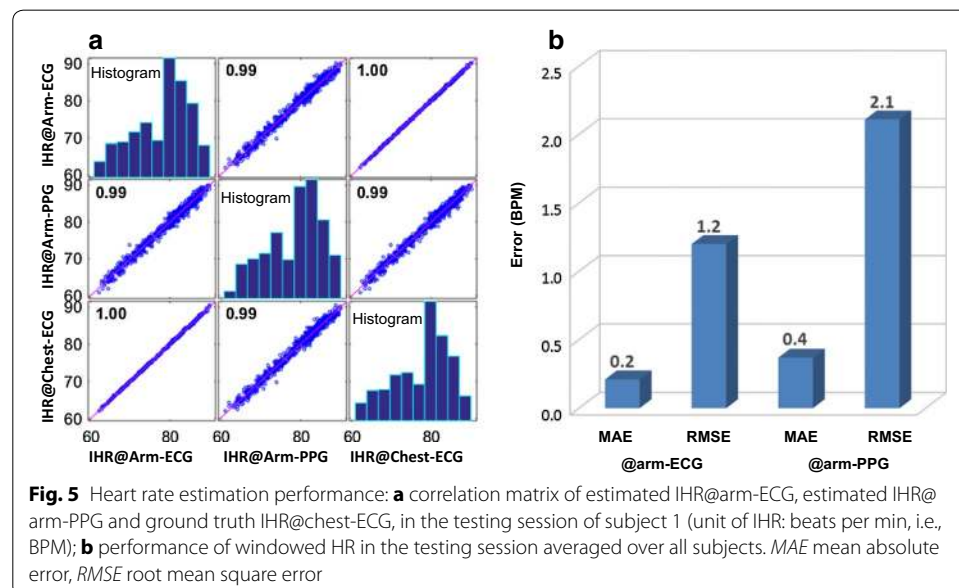 a
b
IHR@Arm-ECG
90
80
70
60
Histogram
0.99
1.00
IHR@Arm-PPG
90
80
70
60
0.99
Histogram
0.99
IHR@Chest-ECG
90
80
70
60
1.00
0.99
Histogram
60 80 60 80 60 80
IHR@Arm-ECG IHR@Arm-PPG IHR@Chest-ECG
Error (BPM)
2.5
2.0
1.5
1.0
0.5
0.0
0.2
1.2
0.4
2.1
MAE RMSE MAE RMSE
@arm-ECG @arm-PPG
Fig. 5 Heart rate estimation performance: a correlation matrix of estimated IHR@arm-ECG, estimated IHR@
arm-PPG and ground truth IHR@chest-ECG, in the testing session of subject 1 (unit of IHR: beats per min, i.e.,
BPM); b performance of windowed HR in the testing session averaged over all subjects. MAE mean absolute
error, RMSE root mean square error